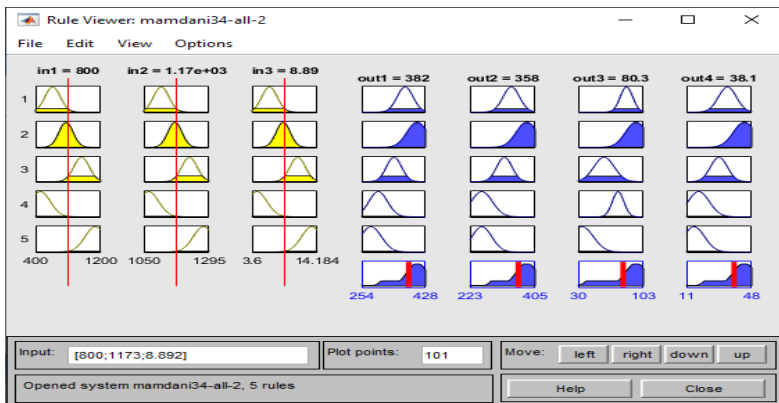 Rule Viewer: mamdani34-all-2
File Edit View Options
in1 = 800 in2 = 1.17e+03 in3 = 8.89 out1 = 382 out2 = 358 out3 = 80.3 out4 = 38.1
1
2
3
4
5
400 1200 1050 1295 3.6 14.184
254 428 223 405 30 103 11 48
Input: [800;1173;8.892] Plot points: 101 Move: left right down up
Opened system mamdani34-all-2, 5 rules Help Close